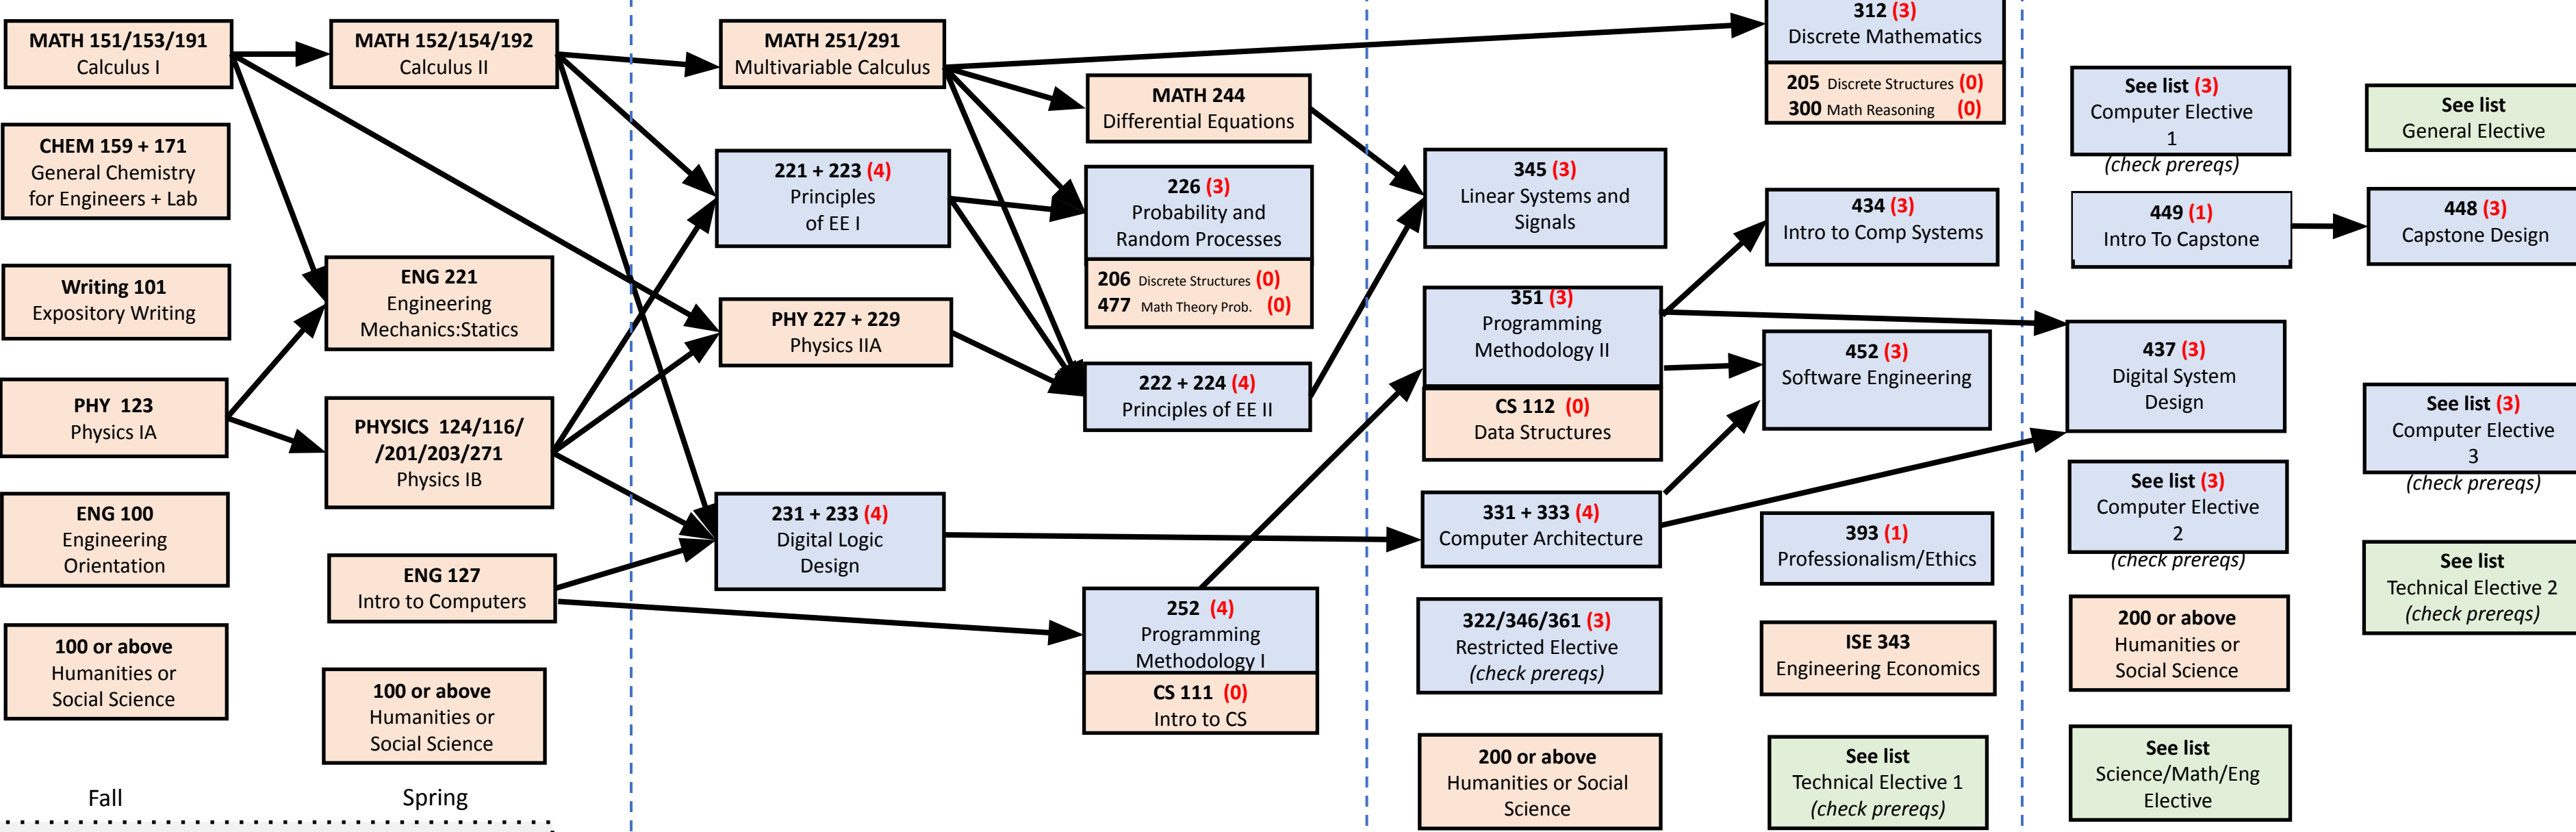 MATH 151/153/191
Calculus I
CHEM 159 + 171
General Chemistry
for Engineers + Lab
Writing 101
Expository Writing
PHY 123
Physics IA
ENG 100
Engineering
Orientation
100 or above
Humanities or
Social Science
Fall
MATH 152/154/192
Calculus II
ENG 221
Engineering
Mechanics:Statics
PHYSICS 124/116/
/201/203/271
Physics IB
ENG 127
Intro to Computers
100 or above
Humanities or
Social Science
Spring
MATH 251/291
Multivariable Calculus
221 + 223 (4)
Principles
of EE I
PHY 227 + 229
Physics IIA
231 + 233 (4)
Digital Logic
Design
MATH 244
Differential Equations
226 (3)
Probability and
Random Processes
206 Discrete Structures (0)
477 Math Theory Prob. (0)
222 + 224 (4)
Principles of EE II
252 (4)
Programming
Methodology I
CS 111 (0)
Intro to CS
345 (3)
Linear Systems and
Signals
351 (3)
Programming
Methodology II
CS 112 (0)
Data Structures
331 + 333 (4)
Computer Architecture
322/346/361 (3)
Restricted Elective
(check prereqs)
200 or above
Humanities or Social
Science
312 (3)
Discrete Mathematics
205 Discrete Structures (0)
300 Math Reasoning (0)
434 (3)
Intro to Comp Systems
452 (3)
Software Engineering
393 (1)
Professionalism/Ethics
ISE 343
Engineering Economics
See list
Technical Elective 1
(check prereqs)
See list (3)
Computer Elective
1
(check prereqs)
449 (1)
Intro To Capstone
437 (3)
Digital System
Design
See list (3)
Computer Elective
2
(check prereqs)
200 or above
Humanities or
Social Science
See list
Science/Math/Eng
Elective
See list
General Elective
448 (3)
Capstone Design
See list (3)
Computer Elective
3
(check prereqs)
See list
Technical Elective 2
(check prereqs)